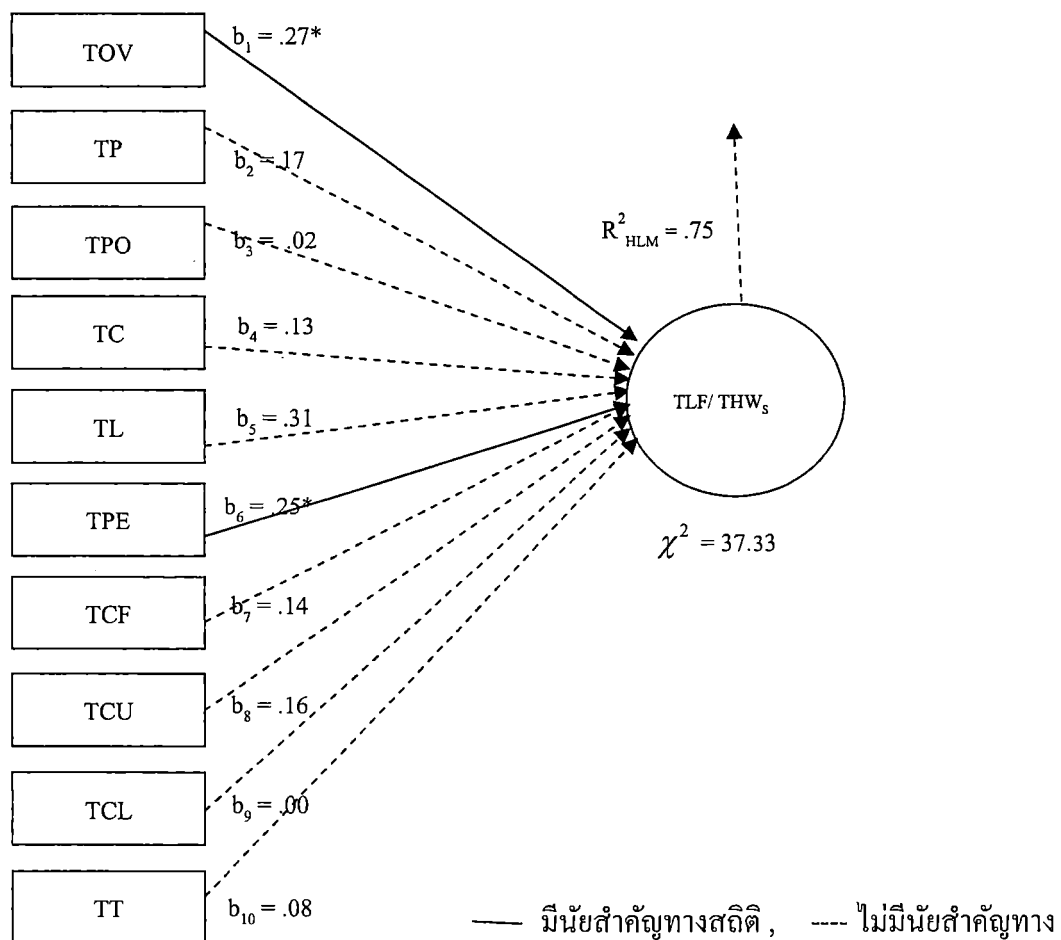 TOV
b₁ = .27*
TP
b₂ = .17
TPO
b₃ = .02
R²HLM = .75
TC
b₄ = .13
TL
b₅ = .31
TLF/ THWₛ
TPE
b₆ = .25*
χ² = 37.33
TCF
b₇ = .14
TCU
b₈ = .16
TCL
b₉ = .00
TT
b₁₀ = .08
มีนัยสำคัญทางสถิติ , ---- ไม่มีนัยสำคัญทาง